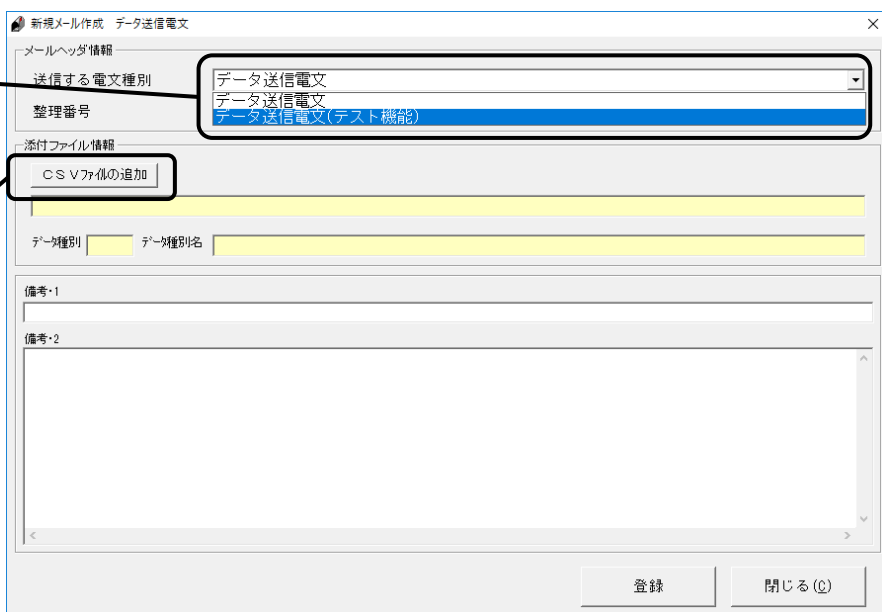 新規メール作成 データ送信電文
メールヘッダ情報
送信する電文種別 データ送信電文
データ送信電文
整理番号 データ送信電文(テスト機能)
添付ファイル情報
ＣＳＶﾌｧｲﾙの追加
ﾃﾞｰﾀ種別 ﾃﾞｰﾀ種別名
備考・1
備考・2
登録 閉じる(C)